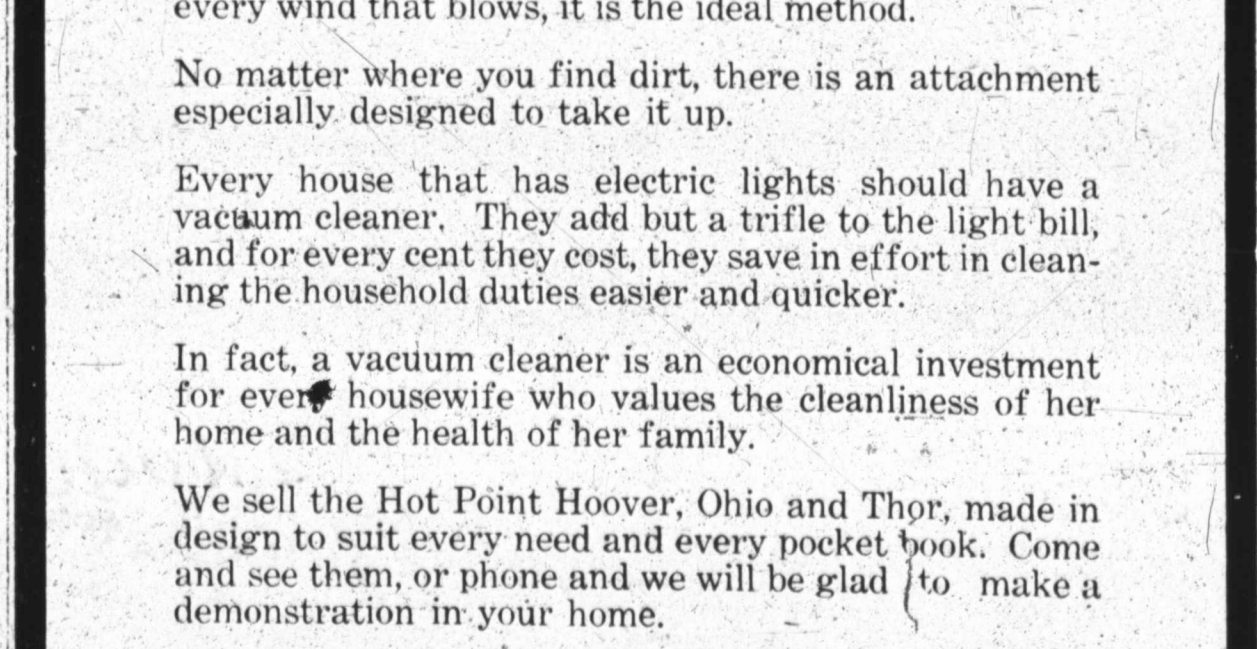 every wind that blows, it is the ideal method.
No matter where you find dirt, there is an attachment
especially designed to take it up.
Every house that has electric lights should have a
vacuum cleaner. They add but a trifle to the light bill,
and for every cent they cost, they save in effort in clean-
ing the household duties easier and quicker.
In fact, a vacuum cleaner is an economical investment
for every housewife who values the cleanliness of her
home and the health of her family.
We sell the Hot Point Hoover, Ohio and Thor, made in
design to suit every need and every pocket book. Come
and see them, or phone and we will be glad to make a
demonstration in your home.